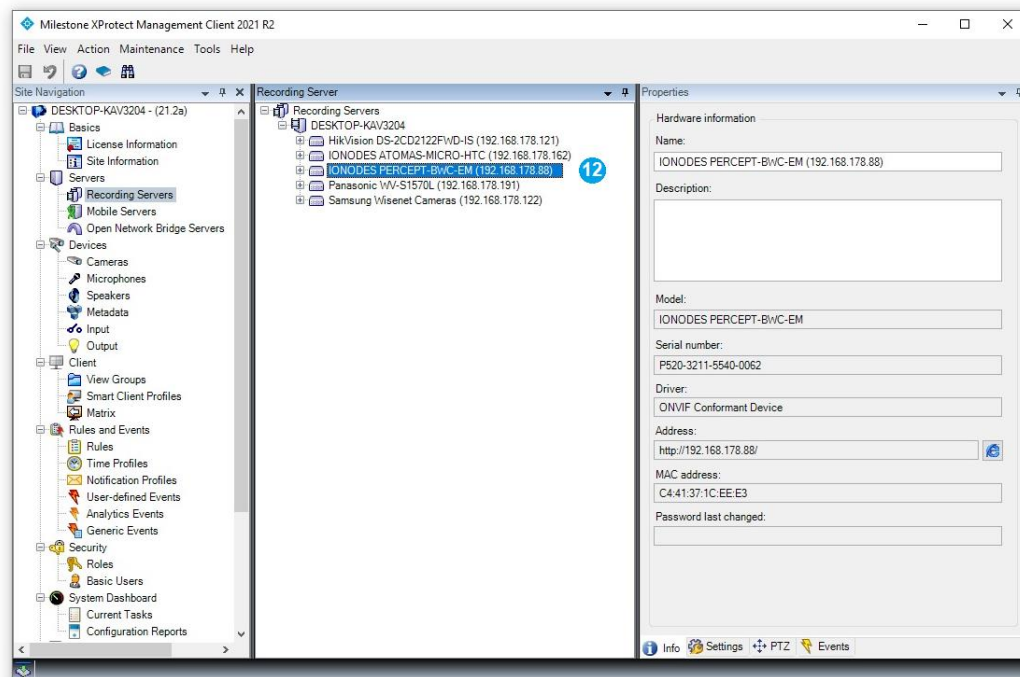 Milestone XProtect Management Client 2021 R2
File View Action Maintenance Tools Help
Site Navigation
DESKTOP-KAV3204 - (21.2a)
Basics
License Information
Site Information
Servers
Recording Servers
Mobile Servers
Open Network Bridge Servers
Devices
Cameras
Microphones
Speakers
Metadata
Input
Output
Client
View Groups
Smart Client Profiles
Matrix
Rules and Events
Rules
Time Profiles
Notification Profiles
User-defined Events
Analytics Events
Generic Events
Security
Roles
Basic Users
System Dashboard
Current Tasks
Configuration Reports
Recording Server
Recording Servers
DESKTOP-KAV3204
HikVision DS-2CD2122FWD-IS (192.168.178.121)
IONODES ATOMAS-MICRO-HTC (192.168.178.162)
IONODES PERCEPT-BWC-EM (192.168.178.88)
12
Panasonic WV-S1570L (192.168.178.191)
Samsung Wisenet Cameras (192.168.178.122)
Properties
Hardware information
Name:
IONODES PERCEPT-BWC-EM (192.168.178.88)
Description:
Model:
IONODES PERCEPT-BWC-EM
Serial number:
P520-3211-5540-0062
Driver:
ONVIF Conformant Device
Address:
http://192.168.178.88/
MAC address:
C4:41:37:1C:EE:E3
Password last changed:
Info Settings PTZ Events